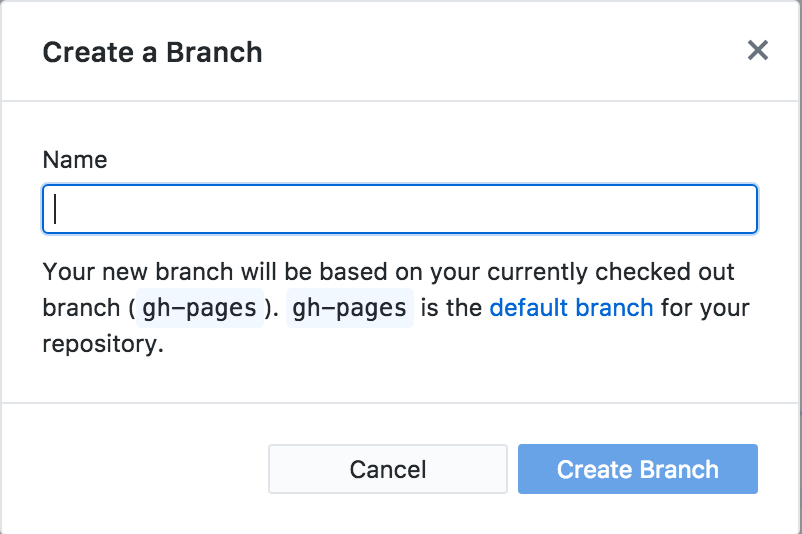 Create a Branch
Name
Your new branch will be based on your currently checked out
branch (gh-pages). gh-pages is the default branch for your
repository.
Cancel
Create Branch